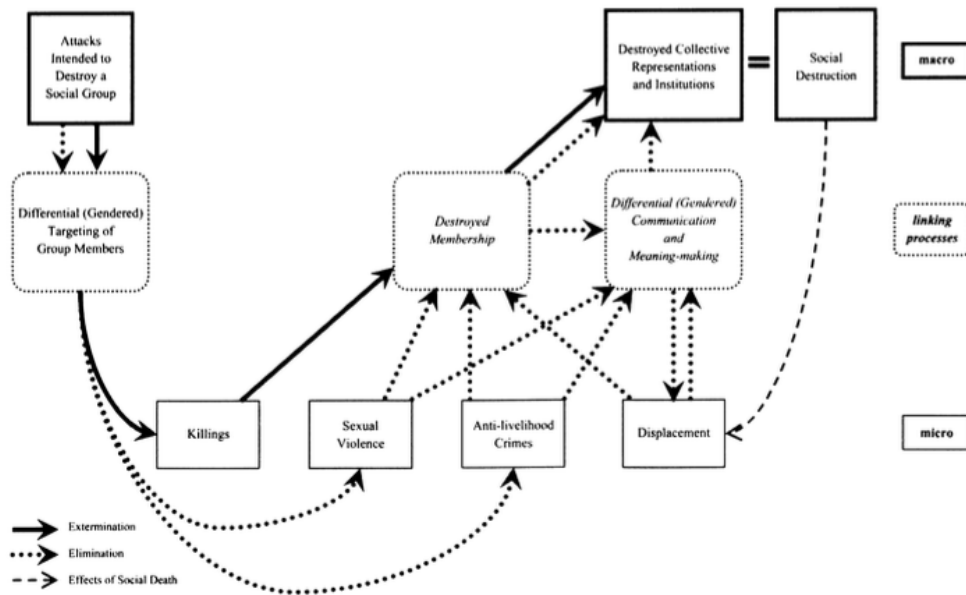 Attacks
Intended to
Destroy a
Social Group
Destroyed Collective
Representations
and Institutions
=
Social
Destruction
macro
Differential (Gendered)
Targeting of
Group Members
Destroyed
Membership
Differential (Gendered)
Communication
and
Meaning-making
linking
processes
Killings
Sexual
Violence
Anti-livelihood
Crimes
Displacement
micro
Extermination
Elimination
Effects of Social Death